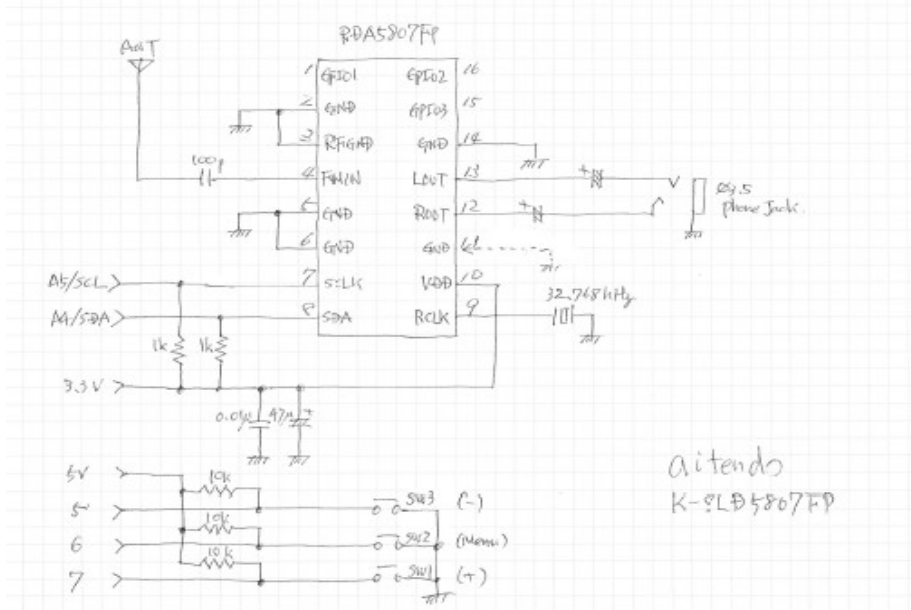 RDA5807FP
ANT
1 GPIO1 GPIO2 16
2 GND GPIO3 15
3 RFGND GND 14
100p
4 FMIN LOUT 13 +
5 GND ROUT 12 +
φ3.5
Phone Jack.
6 GND GND 11
A5/SCL 7 SCLK VDD 10
A4/SDA 8 SDA RCLK 9
32.768kHz
1k 1k
3.3V
0.01μ 47μ +
5V
10k
5 SW3 (-)
10k
6 SW2 (Menu)
10k
7 SW1 (+)
aitendo
K-SLD5807FP